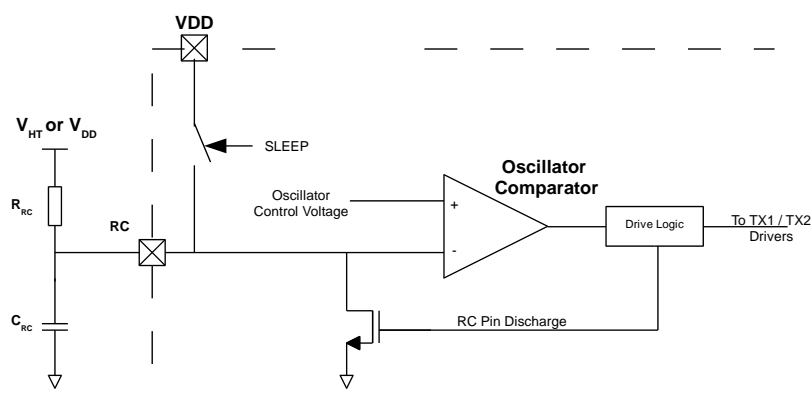 VDD
VHT or VDD
SLEEP
Oscillator
Comparator
Oscillator
Control Voltage
+
-
RRC
RC
Drive Logic
To TX1 / TX2
Drivers
RC Pin Discharge
CRC